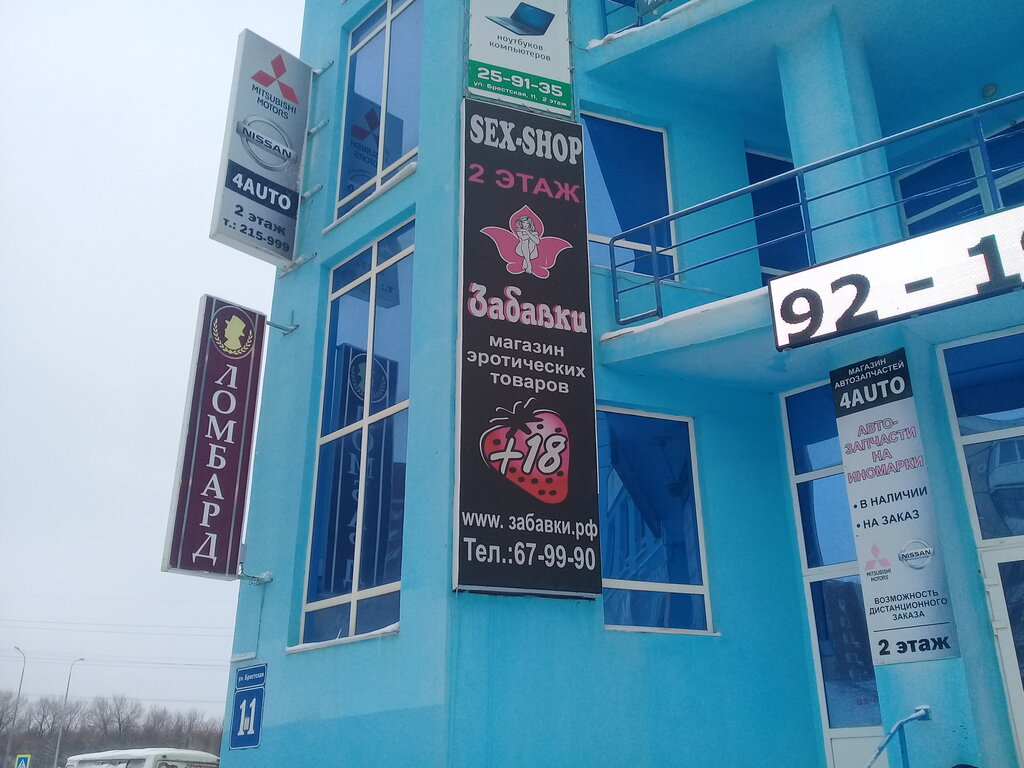 MITSUBISHI
MOTORS
NISSAN
4AUTO
2 этаж
т.: 215-999
ЛОМБАРД
ул. Брестская
11
ноутбуков
компьютеров
25-91-35
ул. Брестская, 11, 2 этаж
SEX-SHOP
2 ЭТАЖ
Забавки
магазин
эротических
товаров
+18
www. забавки.рф
Тел.:67-99-90
92 - 1
МАГАЗИН
АВТОЗАПЧАСТЕЙ
4AUTO
АВТО-
ЗАПЧАСТИ
НА
ИНОМАРКИ
• В НАЛИЧИИ
• НА ЗАКАЗ
MITSUBISHI
MOTORS
NISSAN
ВОЗМОЖНОСТЬ
ДИСТАНЦИОННОГО
ЗАКАЗА
2 этаж